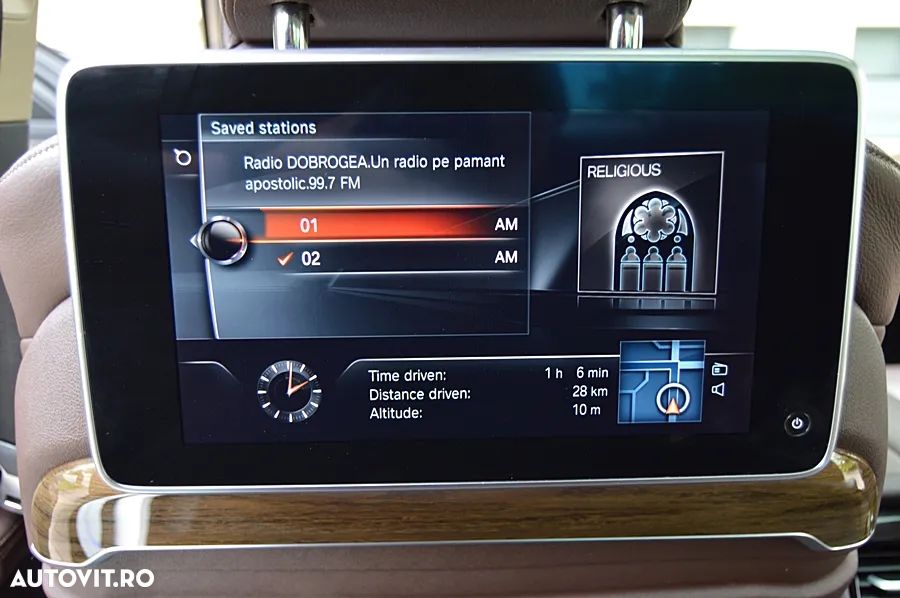 Saved stations
Radio DOBROGEA.Un radio pe pamant
apostolic.99.7 FM
RELIGIOUS
01 AM
02 AM
Time driven: 1 h 6 min
Distance driven: 28 km
Altitude: 10 m
AUTOVIT.RO